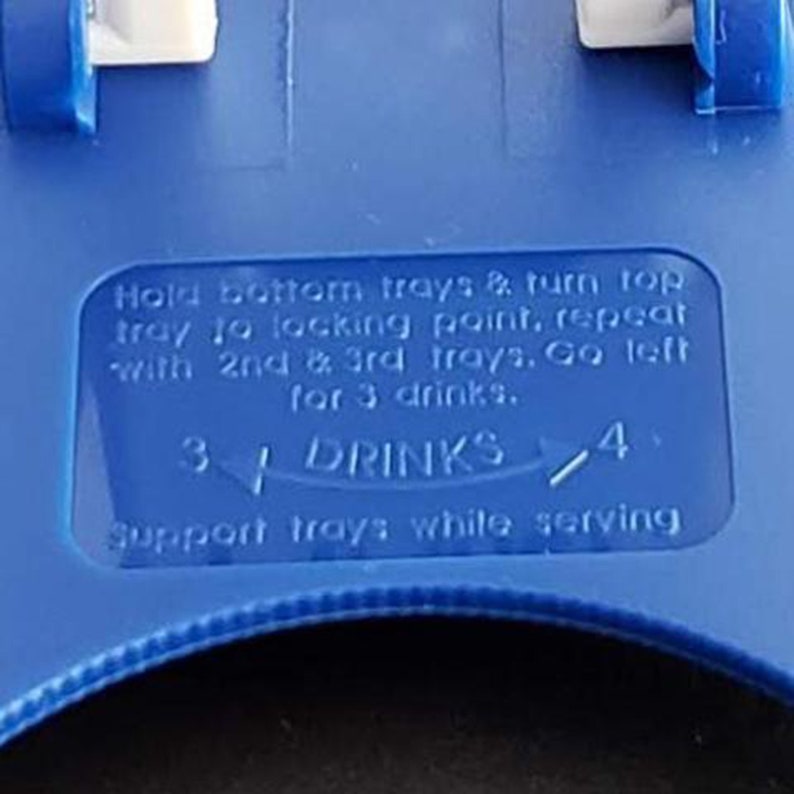 Hold bottom trays & turn top
tray to locking point, repeat
with 2nd & 3rd trays. Go left
for 3 drinks.
3 DRINKS 4
Support trays while serving